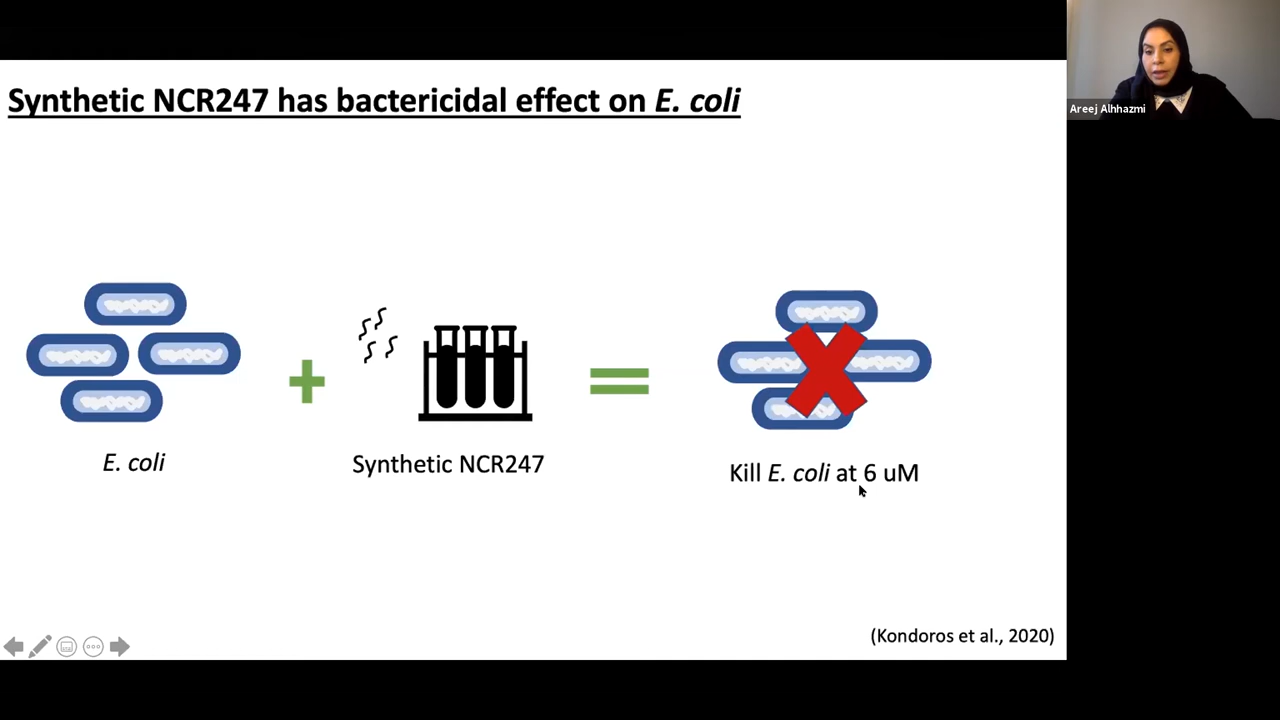 Synthetic NCR247 has bactericidal effect on E. coli
Areej Alhhazmi
E. coli
Synthetic NCR247
Kill E. coli at 6 uM
(Kondoros et al., 2020)